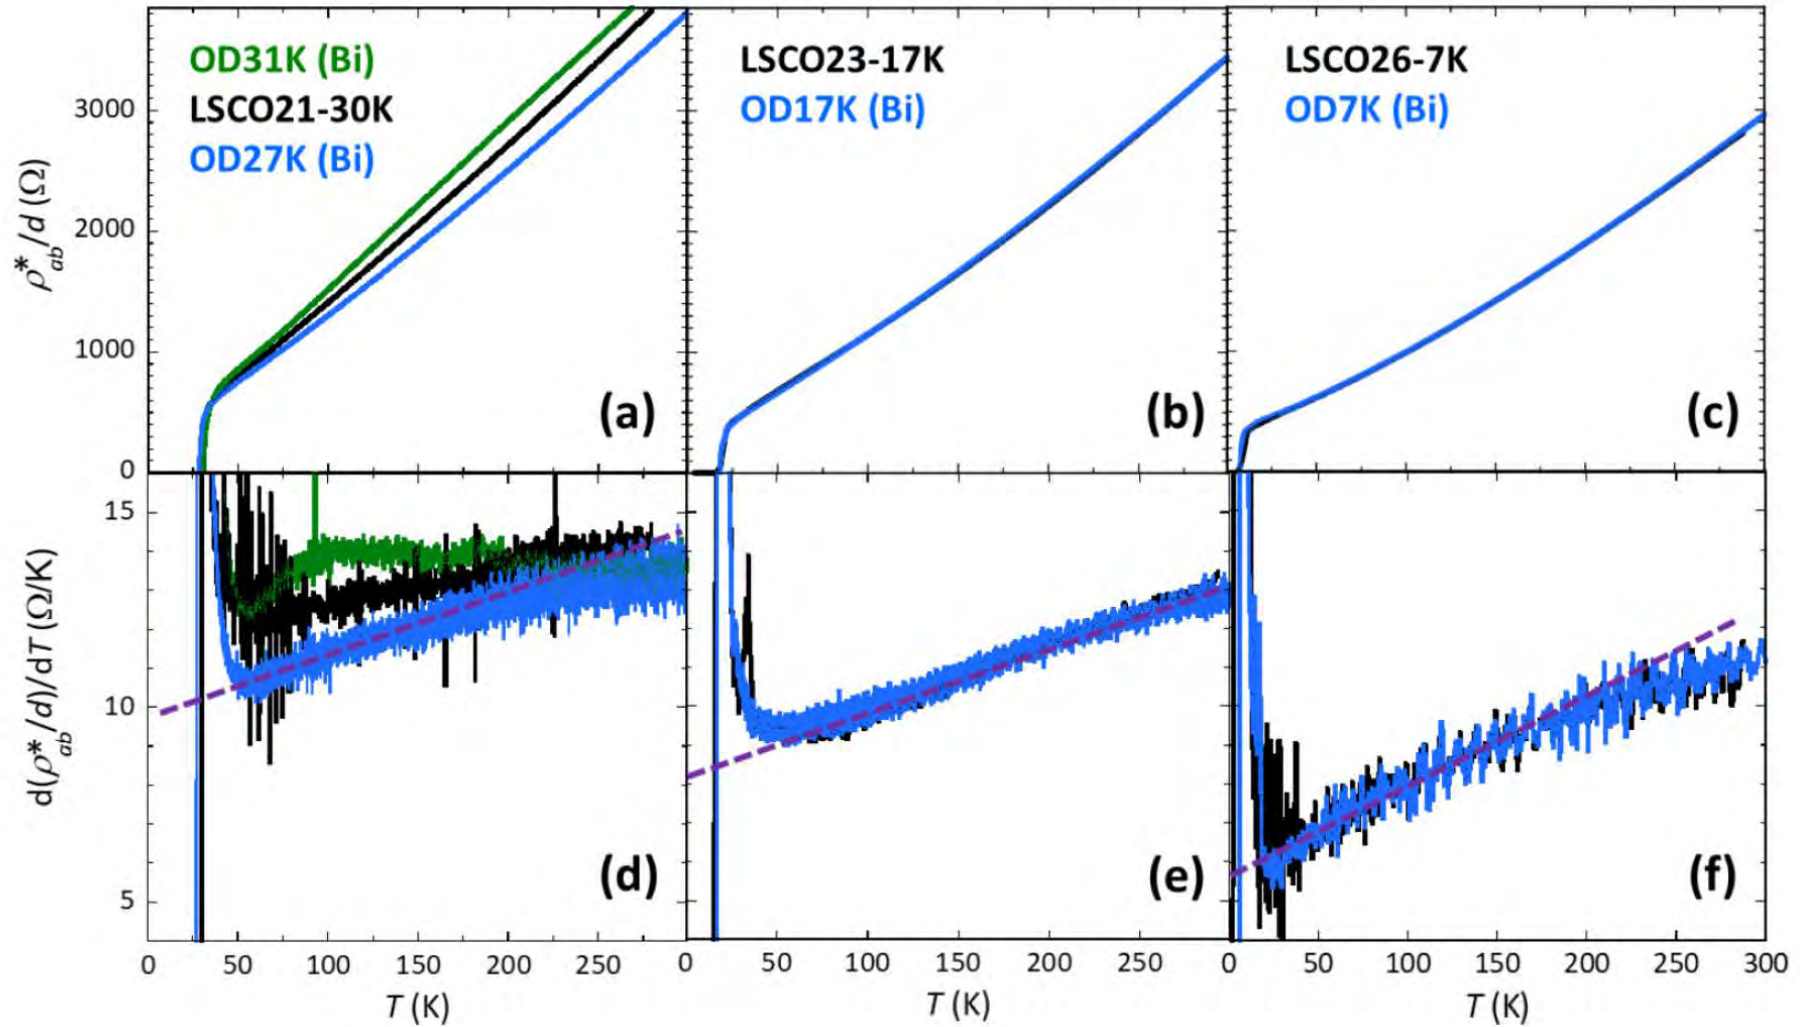 OD31K (Bi)
LSCO21-30K
OD27K (Bi)
LSCO23-17K
OD17K (Bi)
LSCO26-7K
OD7K (Bi)
3000
2000
1000
0
ρ*ab/d (Ω)
(a)
(b)
(c)
15
10
5
d(ρ*ab/d)/dT (Ω/K)
(d)
(e)
(f)
0 50 100 150 200 250 0 50 100 150 200 250 0 50 100 150 200 250 300
T (K)
T (K)
T (K)